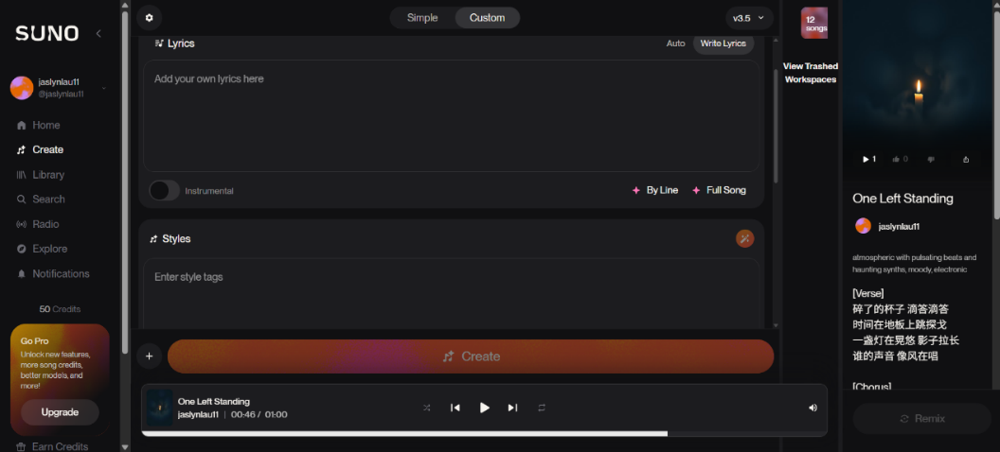 SUNO
jaslynlau11
@jaslynlau11
Home
Create
Library
Search
Radio
Explore
Notifications
50 Credits
Go Pro
Unlock new features,
more song credits,
better models, and
more!
Upgrade
Earn Credits
Simple
Custom
v3.5
Lyrics
Auto
Write Lyrics
Add your own lyrics here
Instrumental
By Line
Full Song
Styles
Enter style tags
Create
One Left Standing
jaslynlau11 | 00:46 / 01:00
12
songs
View Trashed
Workspaces
1
0
One Left Standing
jaslynlau11
atmospheric with pulsating beats and
haunting synths, moody, electronic
[Verse]
碎了的杯子 滴答滴答
时间在地板上跳探戈
一盏灯在晃悠 影子拉长
谁的声音 像风在唱
[Chorus]
Remix